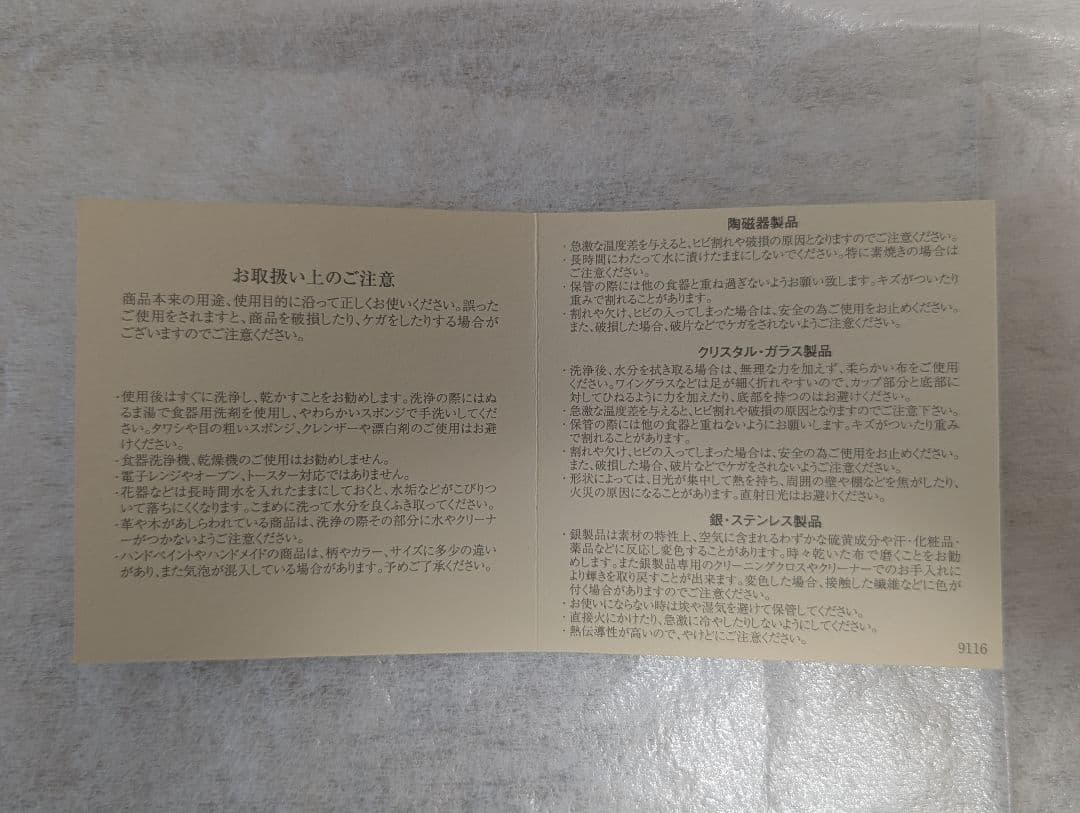 お取扱い上のご注意
商品本来の用途、使用目的に沿って正しくお使いください。誤った
ご使用をされますと、商品を破損したり、ケガをしたりする場合が
ございますのでご注意ください。
・使用後はすぐに洗浄し、乾かすことをお勧めします。洗浄の際にはぬ
るま湯で食器用洗剤を使用し、やわらかいスポンジで手洗いしてくだ
さい。タワシや目の粗いスポンジ、クレンザーや漂白剤のご使用はお避
けください。
・食器洗浄機、乾燥機のご使用はお勧めしません。
・電子レンジやオーブン、トースター対応ではありません。
・花器などは長時間水を入れたままにしておくと、水垢などがこびりつ
いて落ちにくくなります。こまめに洗って水分を良くふき取ってください。
・革や木があしらわれている商品は、洗浄の際その部分に水やクリーナ
ーがつかないようご注意ください。
・ハンドペイントやハンドメイドの商品は、柄やカラー、サイズに多少の違い
があり、また気泡が混入している場合があります。予めご了承ください。
陶磁器製品
・急激な温度差を与えると、ヒビ割れや破損の原因となりますのでご注意ください。
・長時間にわたって水に漬けたままにしないでください。特に素焼きの場合は
ご注意ください。
・保管の際には他の食器と重ね過ぎないようお願い致します。キズがついたり
重みで割れることがあります。
・割れや欠け、ヒビの入ってしまった場合は、安全の為ご使用をお止めください。
また、破損した場合、破片などでケガをされないようご注意ください。
クリスタル・ガラス製品
・洗浄後、水分を拭き取る場合は、無理な力を加えず、柔らかい布をご使用
ください。ワイングラスなどは足が細く折れやすいので、カップ部分と底部に
対してひねるように力を加えたり、底部を持つのはお避けください。
・急激な温度差を与えると、ヒビ割れや破損の原因となりますのでご注意下さい。
・保管の際には他の食器と重ねないようにお願いします。キズがついたり重み
で割れることがあります。
・割れや欠け、ヒビの入ってしまった場合は、安全の為ご使用をお止めください。
また、破損した場合、破片などでケガをされないようご注意ください。
・形状によっては、日光が集中して熱を持ち、周囲の壁や棚などを焦がしたり、
火災の原因になることがあります。直射日光はお避けください。
銀・ステンレス製品
・銀製品は素材の特性上、空気に含まれるわずかな硫黄成分や汗・化粧品・
薬品などに反応し変色することがあります。時々乾いた布で磨くことをお勧
めします。また銀製品専用のクリーニングクロスやクリーナーでのお手入れに
より輝きを取り戻すことが出来ます。変色した場合、接触した繊維などに色が
付く場合がありますのでご注意ください。
・お使いにならない時は埃や湿気を避けて保管してください。
・直接火にかけたり、急激に冷やしたりしないようにしてください。
・熱伝導性が高いので、やけどにご注意ください。
9116